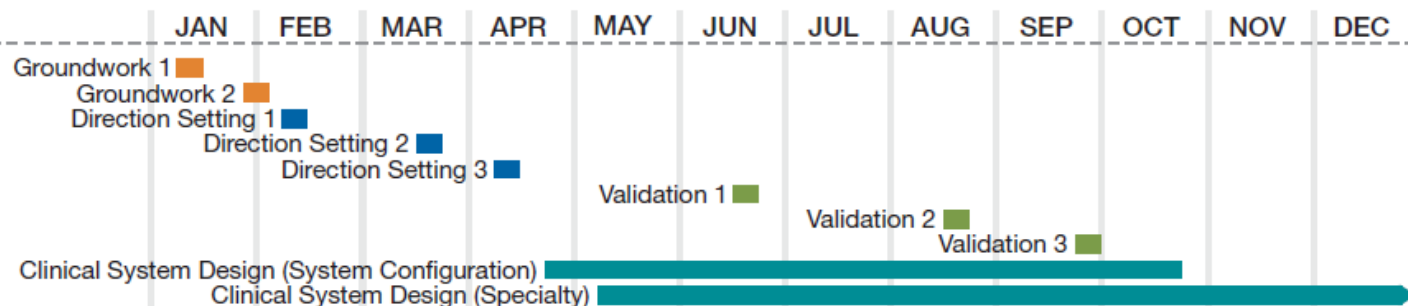 JAN FEB MAR APR MAY JUN JUL AUG SEP OCT NOV DEC
Groundwork 1
Groundwork 2
Direction Setting 1
Direction Setting 2
Direction Setting 3
Validation 1
Validation 2
Validation 3
Clinical System Design (System Configuration)
Clinical System Design (Specialty)